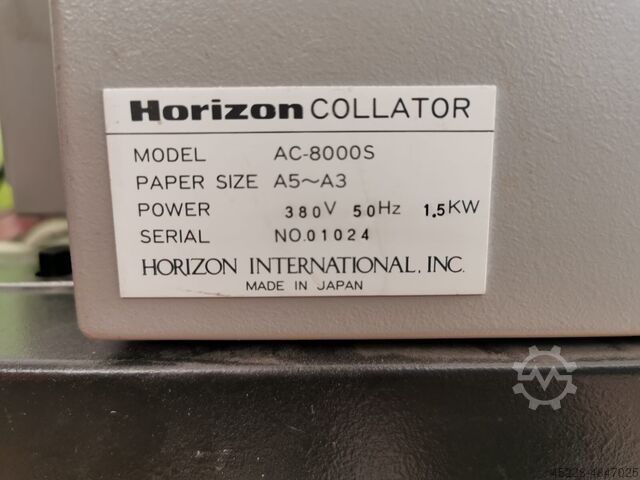 Horizon COLLATOR
MODEL AC-8000S
PAPER SIZE A5~A3
POWER 380V 50Hz 1.5KW
SERIAL NO.01024
HORIZON INTERNATIONAL, INC.
MADE IN JAPAN